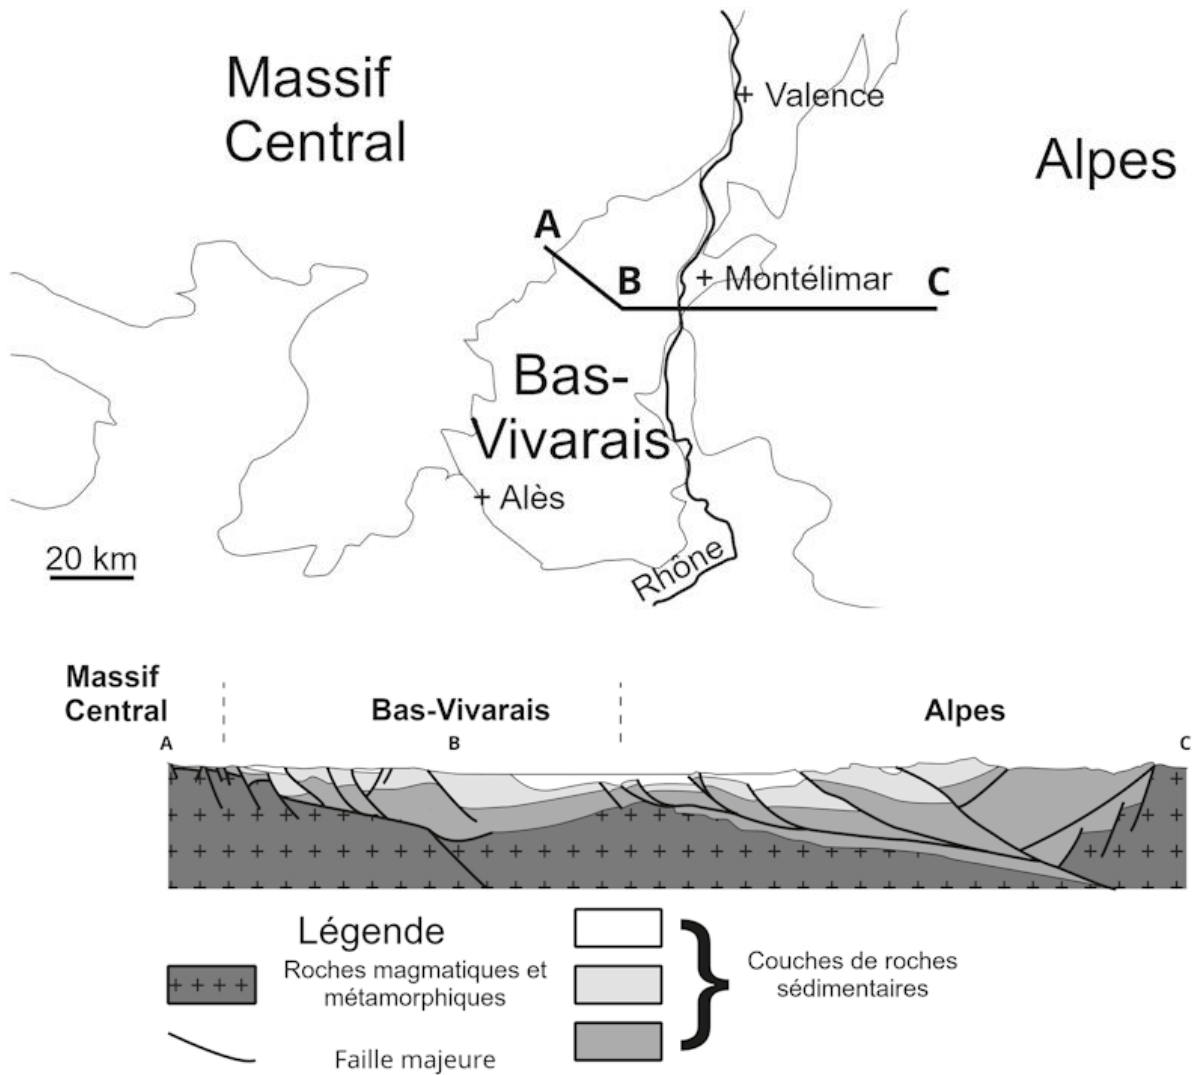 Massif
Central
+ Valence
Alpes
A
B
+ Montélimar
C
Bas-
Vivarais
+ Alès
20 km
Rhône
Massif
Central
Bas-Vivarais
Alpes
A
B
C
Légende
Roches magmatiques et
métamorphiques
Couches de roches
sédimentaires
Faille majeure